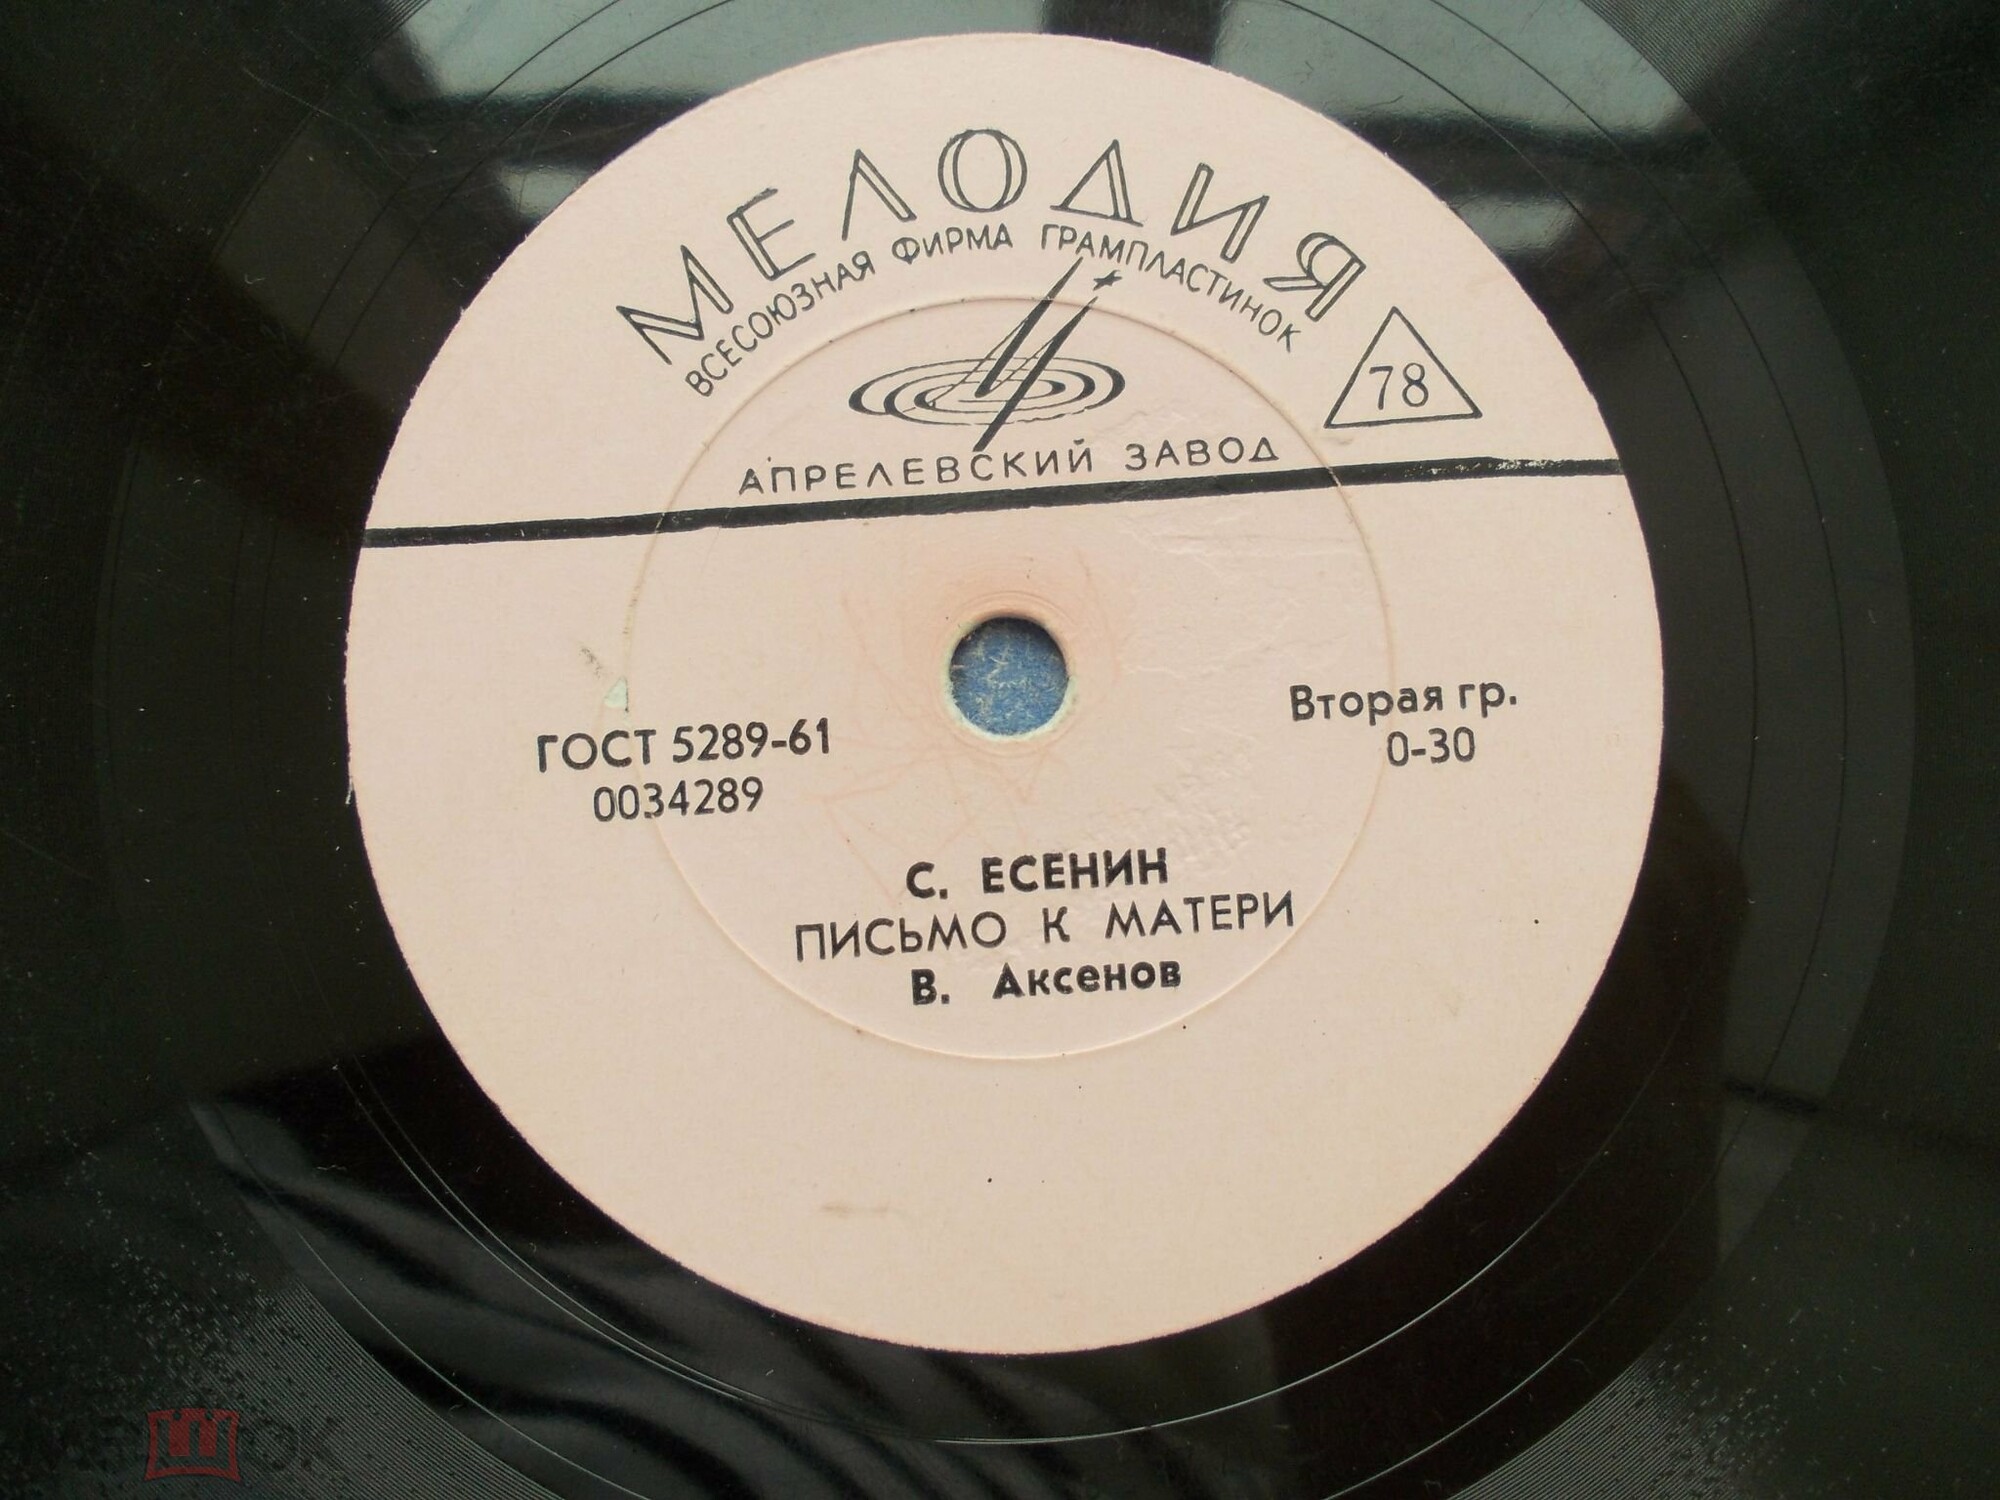 МЕЛОДИЯ
ВСЕСОЮЗНАЯ ФИРМА ГРАМПЛАСТИНОК
78
АПРЕЛЕВСКИЙ ЗАВОД
ГОСТ 5289-61
0034289
Вторая гр.
0-30
С. ЕСЕНИН
ПИСЬМО К МАТЕРИ
В. Аксенов
МЕШОК